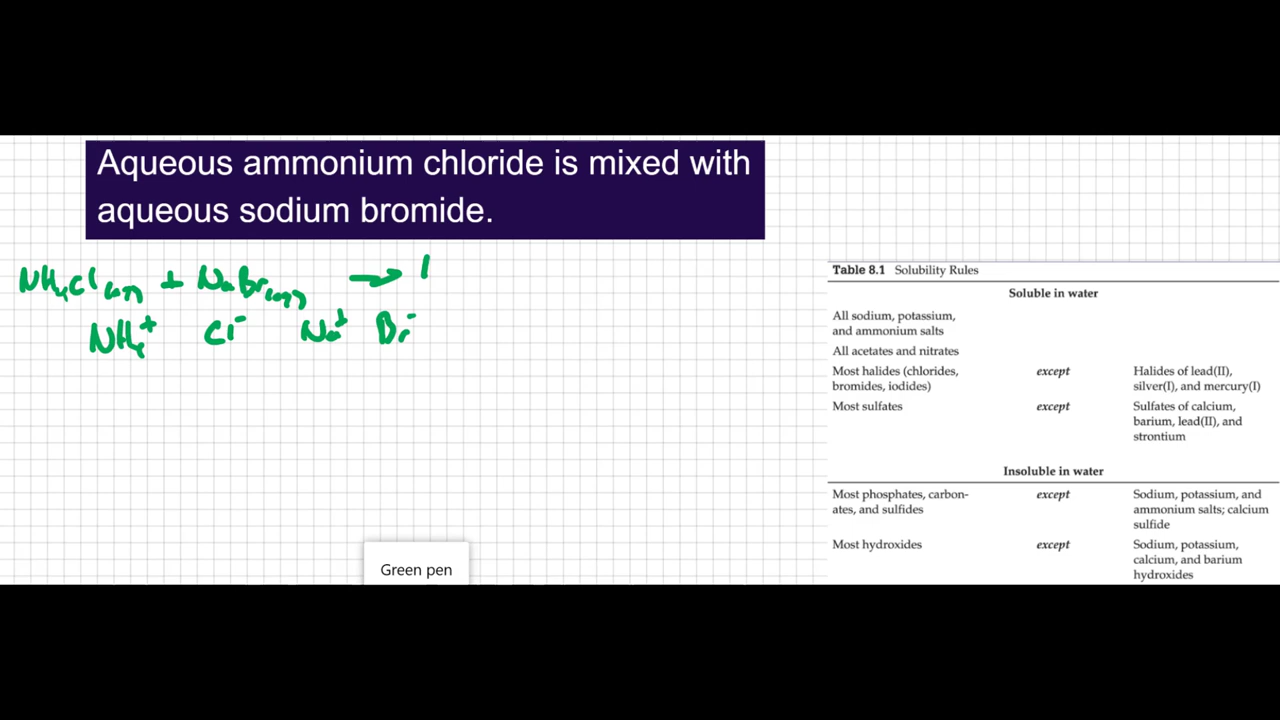 Aqueous ammonium chloride is mixed with
aqueous sodium bromide.
NH₄Cl(aq) + NaBr(aq) →
NH₄⁺ Cl⁻ Na⁺ Br⁻
Table 8.1 Solubility Rules
Soluble in water
All sodium, potassium,
and ammonium salts
All acetates and nitrates
Most halides (chlorides, except Halides of lead(II),
bromides, iodides) silver(I), and mercury(I)
Most sulfates except Sulfates of calcium,
barium, lead(II), and
strontium
Insoluble in water
Most phosphates, carbon- except Sodium, potassium, and
ates, and sulfides ammonium salts; calcium
sulfide
Most hydroxides except Sodium, potassium,
calcium, and barium
hydroxides
Green pen